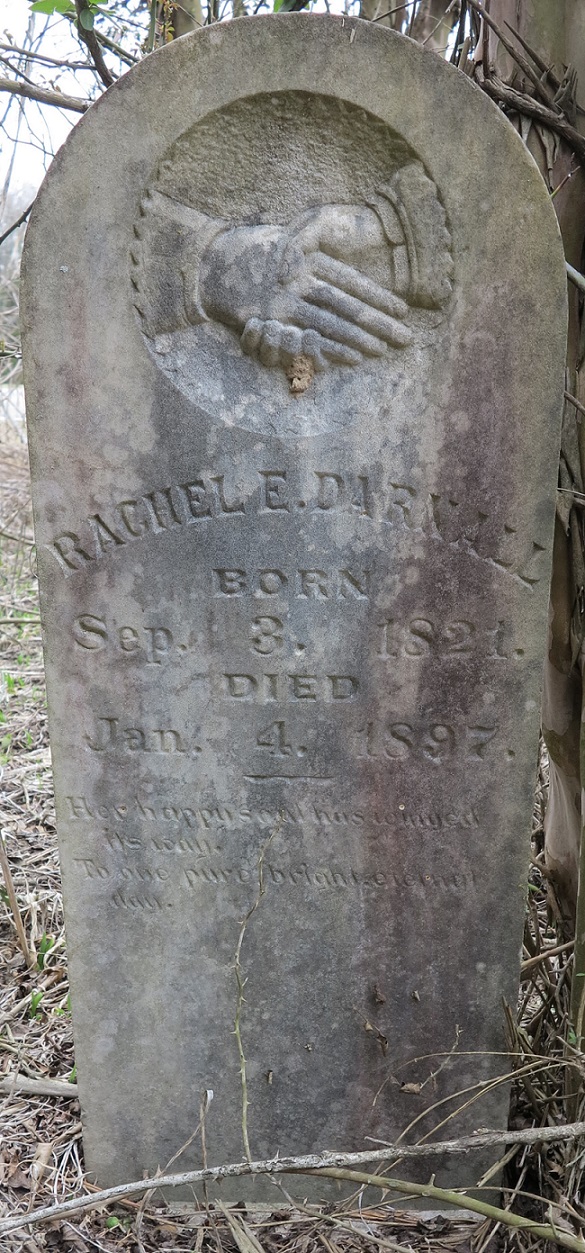 RACHEL E. DARNALL
BORN
Sep. 3. 1821.
DIED
Jan. 4. 1897.
Her happy soul has winged
its way.
To one pure, bright, eternal
day.